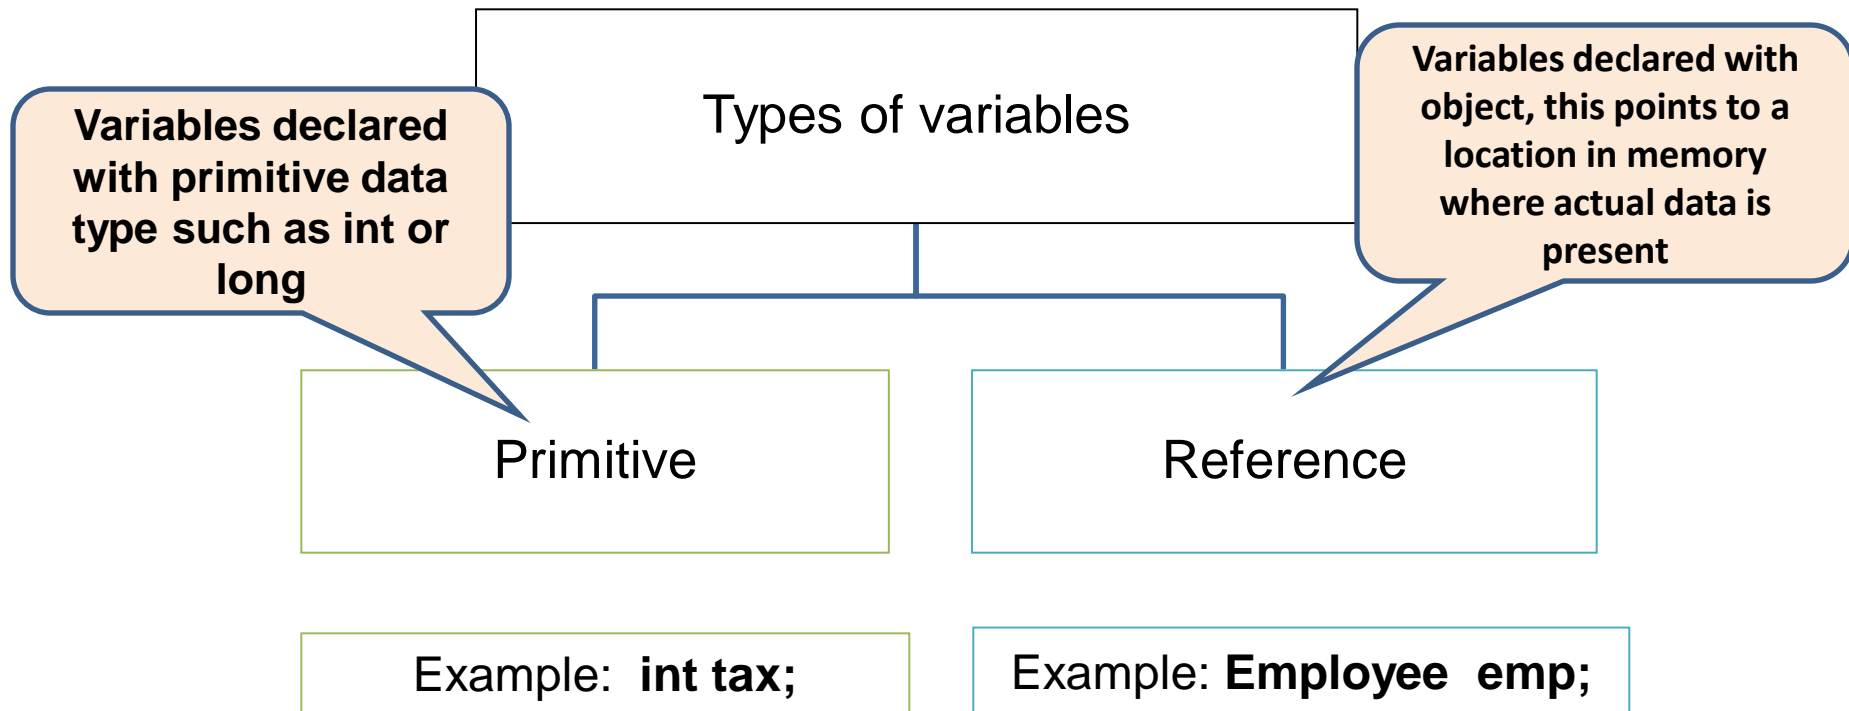 Types of variables
Variables declared
with primitive data
type such as int or
long
Variables declared with
object, this points to a
location in memory
where actual data is
present
Primitive
Reference
Example: int tax;
Example: Employee emp;